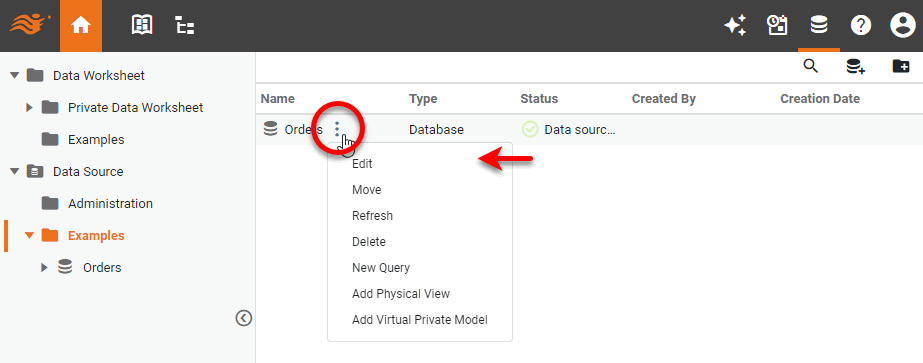 Data Worksheet
Private Data Worksheet
Examples
Data Source
Administration
Examples
Orders
Name Type Status Created By Creation Date
Orders Database Data sourc...
Edit
Move
Refresh
Delete
New Query
Add Physical View
Add Virtual Private Model